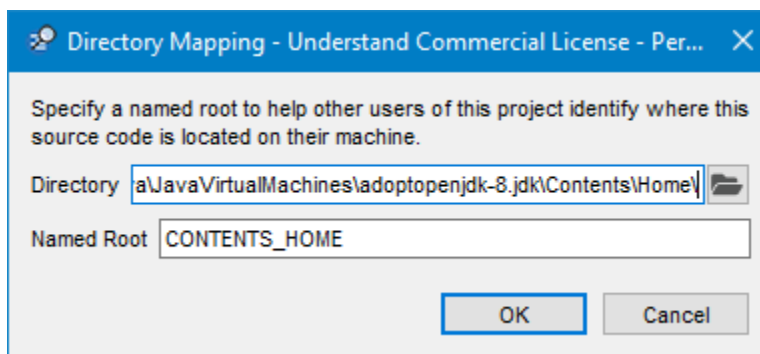 Directory Mapping - Understand Commercial License - Per...
Specify a named root to help other users of this project identify where this
source code is located on their machine.
Directory a\JavaVirtualMachines\adoptopenjdk-8.jdk\Contents\Home\
Named Root CONTENTS_HOME
OK Cancel